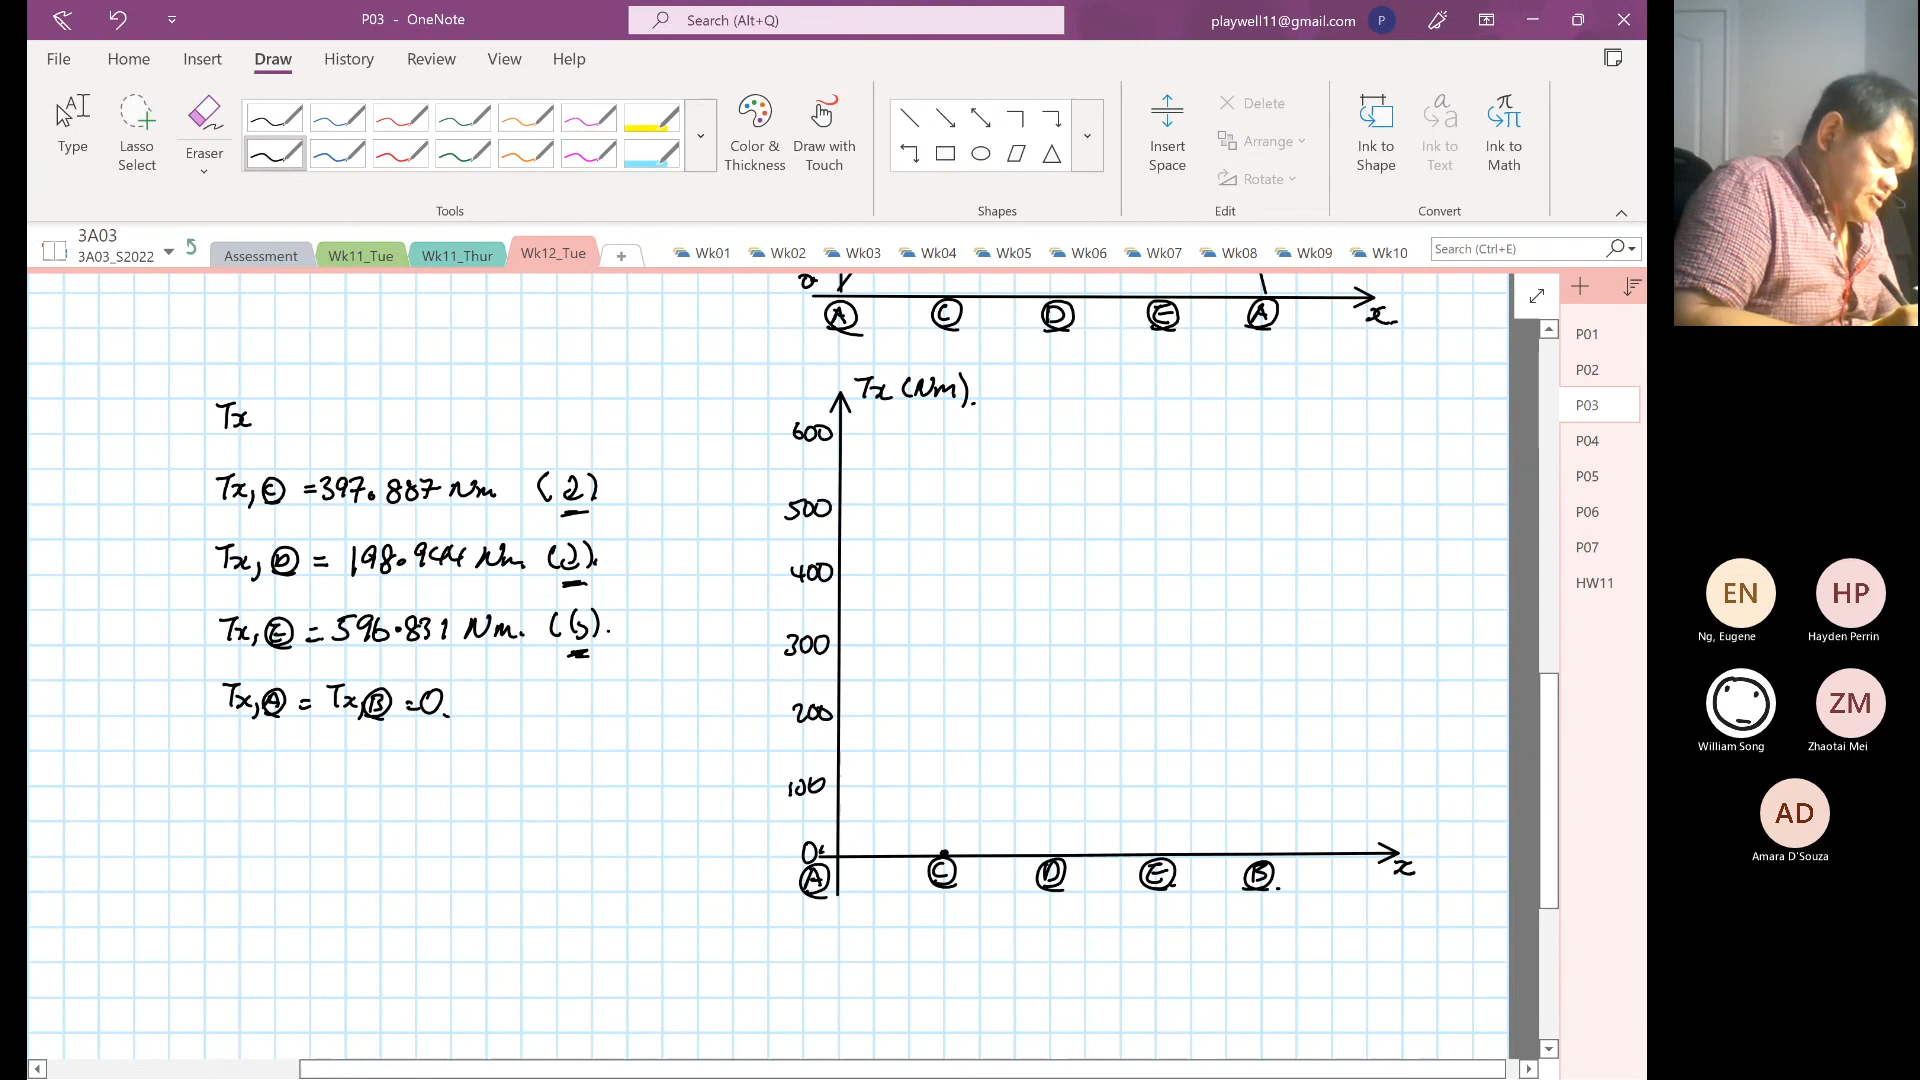 P03 - OneNote
Search (Alt+Q)
playwell11@gmail.com
P
File Home Insert Draw History Review View Help
Type
Lasso Select
Eraser
Color & Thickness
Draw with Touch
Insert Space
Delete
Arrange
Rotate
Ink to Shape
Ink to Text
Ink to Math
Tools
Shapes
Edit
Convert
3A03
3A03_S2022
Assessment Wk11_Tue Wk11_Thur Wk12_Tue
Wk01 Wk02 Wk03 Wk04 Wk05 Wk06 Wk07 Wk08 Wk09 Wk10
Search (Ctrl+E)
P01
P02
P03
P04
P05
P06
P07
HW11
A C D E A x
Tx
Tx, C = 397.887 Nm (2)
Tx, D = 198.944 Nm (2).
Tx, E = 596.831 Nm.
Tx, A = Tx, B = 0.
Tx (Nm).
600
500
400
300
200
100
0
A C D E B. x
EN
Ng, Eugene
HP
Hayden Perrin
William Song
ZM
Zhaotai Mei
AD
Amara D'Souza